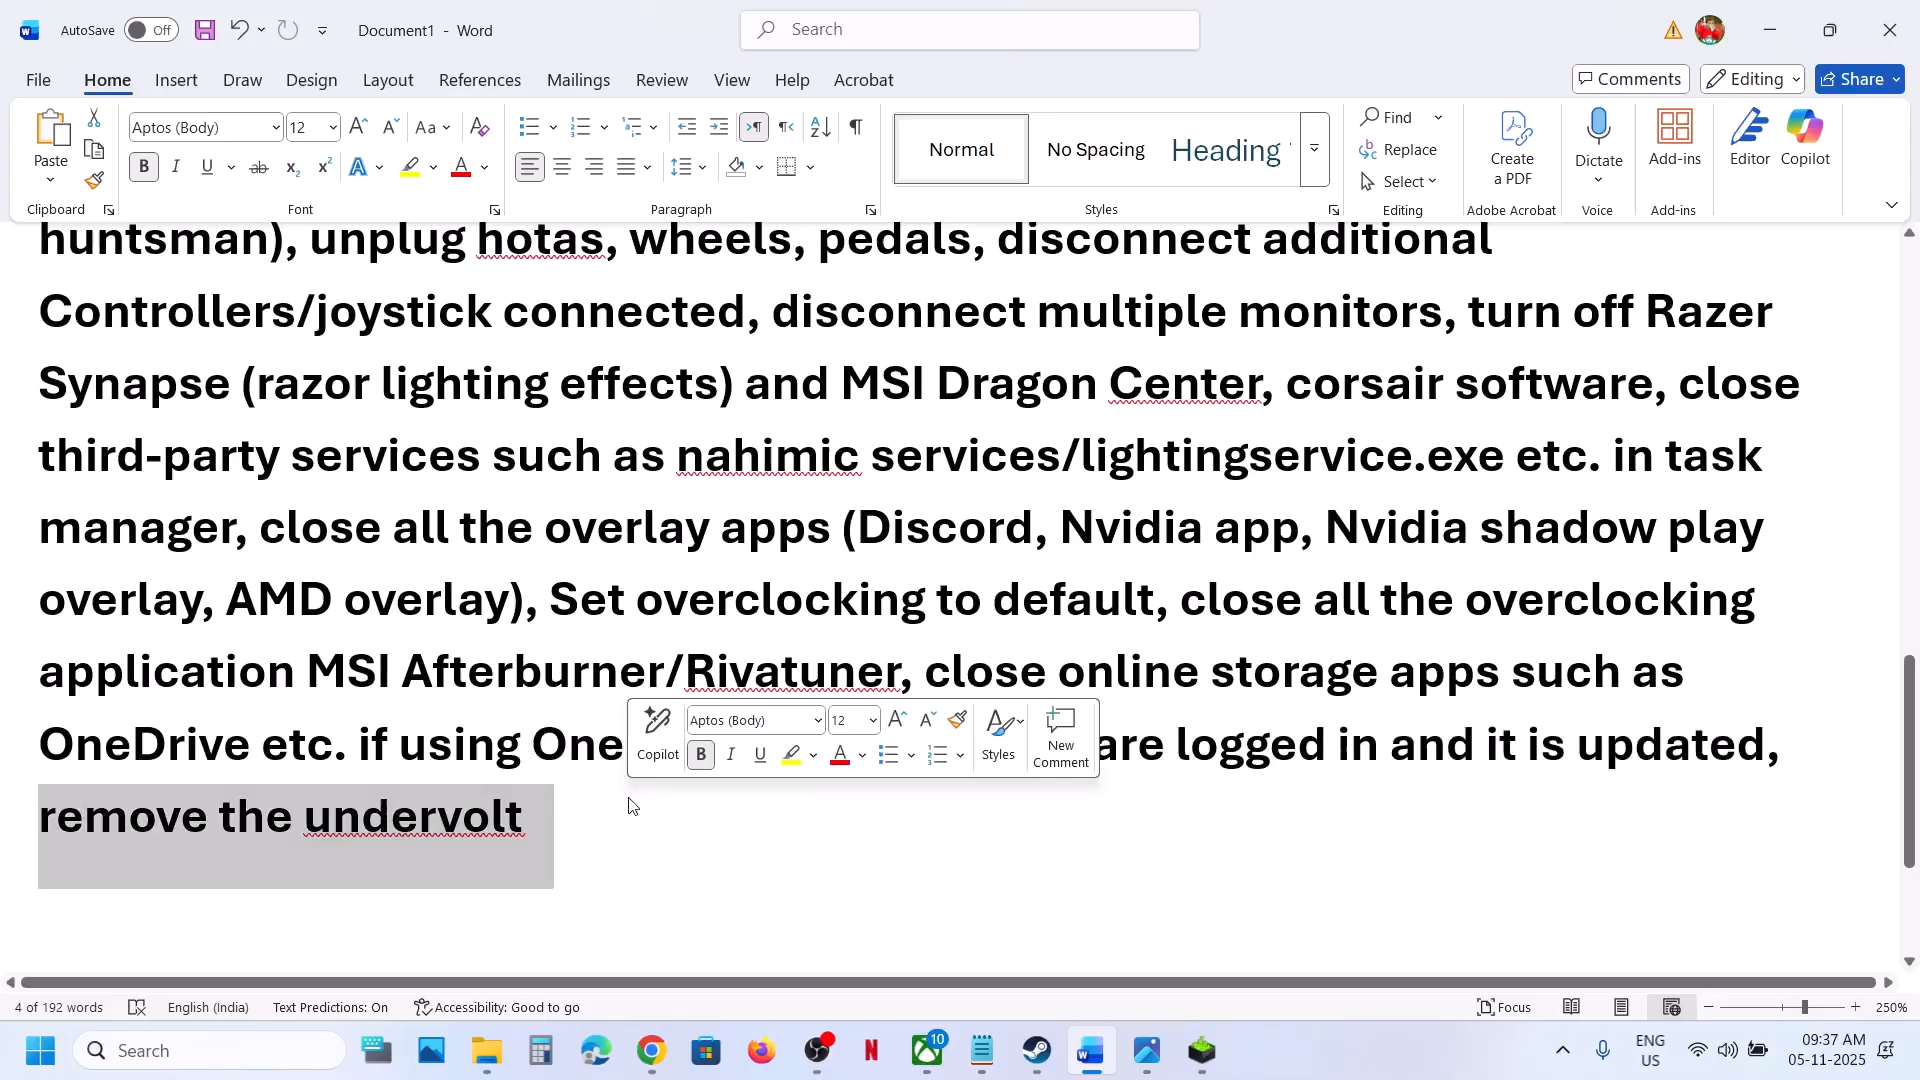 AutoSave Off Document1 - Word Search
File Home Insert Draw Design Layout References Mailings Review View Help Acrobat Comments Editing Share
Paste Aptos (Body) 12 Aa Normal No Spacing Heading Find Replace Select Create a PDF Dictate Add-ins Editor Copilot
Clipboard Font Paragraph Styles Editing Adobe Acrobat Voice Add-ins
huntsman), unplug hotas, wheels, pedals, disconnect additional
Controllers/joystick connected, disconnect multiple monitors, turn off Razer
Synapse (razor lighting effects) and MSI Dragon Center, corsair software, close
third-party services such as nahimic services/lightingservice.exe etc. in task
manager, close all the overlay apps (Discord, Nvidia app, Nvidia shadow play
overlay, AMD overlay), Set overclocking to default, close all the overclocking
application MSI Afterburner/Rivatuner, close online storage apps such as
OneDrive etc. if using One are logged in and it is updated,
Aptos (Body) 12
Copilot B I U A Styles New Comment
remove the undervolt
4 of 192 words English (India) Text Predictions: On Accessibility: Good to go Focus 250%
Search 10 ENG US 09:37 AM 05-11-2025